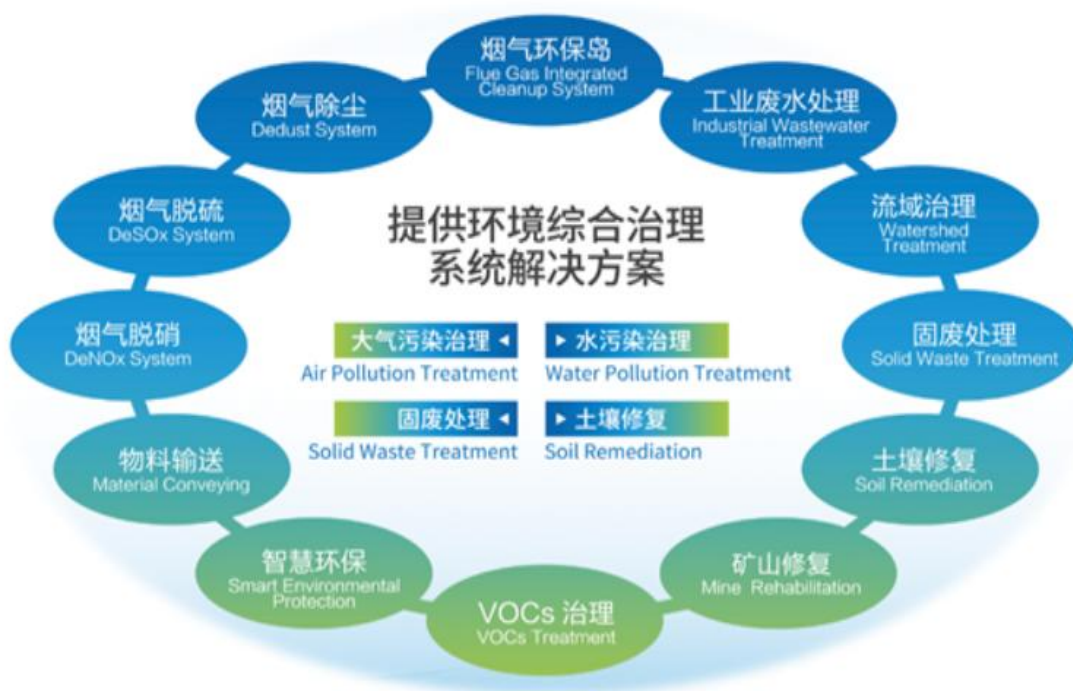 烟气环保岛
Flue Gas Integrated
Cleanup System
烟气除尘
Dedust System
工业废水处理
Industrial Wastewater
Treatment
烟气脱硫
DeSOx System
流域治理
Watershed
Treatment
提供环境综合治理
系统解决方案
烟气脱硝
DeNOx System
大气污染治理
Air Pollution Treatment
水污染治理
Water Pollution Treatment
固废处理
Solid Waste Treatment
固废处理
Solid Waste Treatment
土壤修复
Soil Remediation
物料输送
Material Conveying
土壤修复
Soil Remediation
智慧环保
Smart Environmental
Protection
矿山修复
Mine Rehabilitation
VOCs 治理
VOCs Treatment